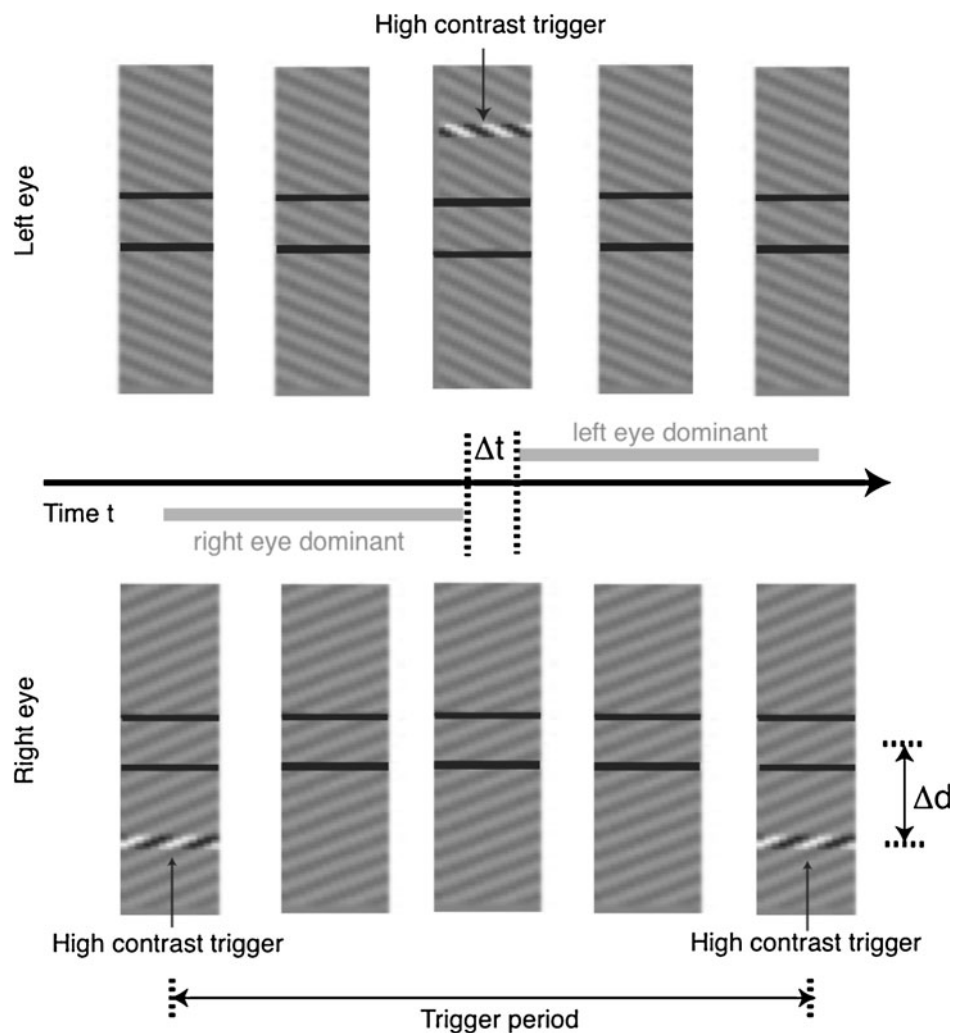 High contrast trigger
Left eye
Δt
left eye dominant
Time t
right eye dominant
Right eye
Δd
High contrast trigger
High contrast trigger
Trigger period